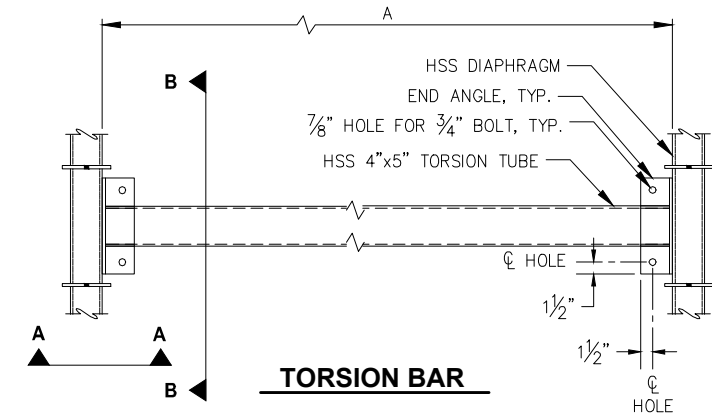 A
HSS DIAPHRAGM
B
END ANGLE, TYP.
⅞" HOLE FOR ¾" BOLT, TYP.
HSS 4"x5" TORSION TUBE
℄ HOLE
1½"
A A
1½"
B
TORSION BAR
℄
HOLE